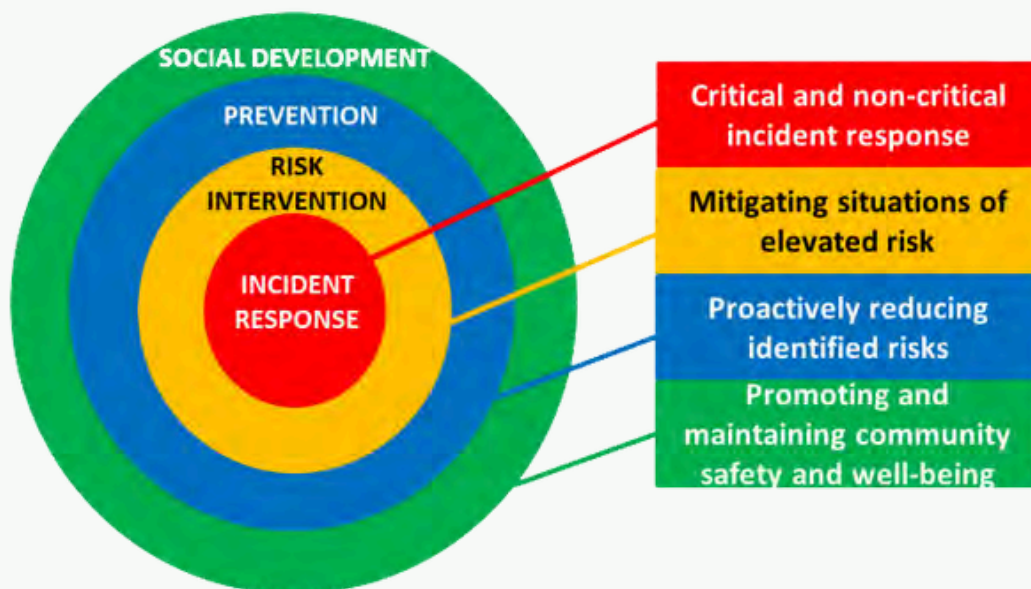 SOCIAL DEVELOPMENT
PREVENTION
RISK
INTERVENTION
INCIDENT
RESPONSE
Critical and non-critical
incident response
Mitigating situations of
elevated risk
Proactively reducing
identified risks
Promoting and
maintaining community
safety and well-being